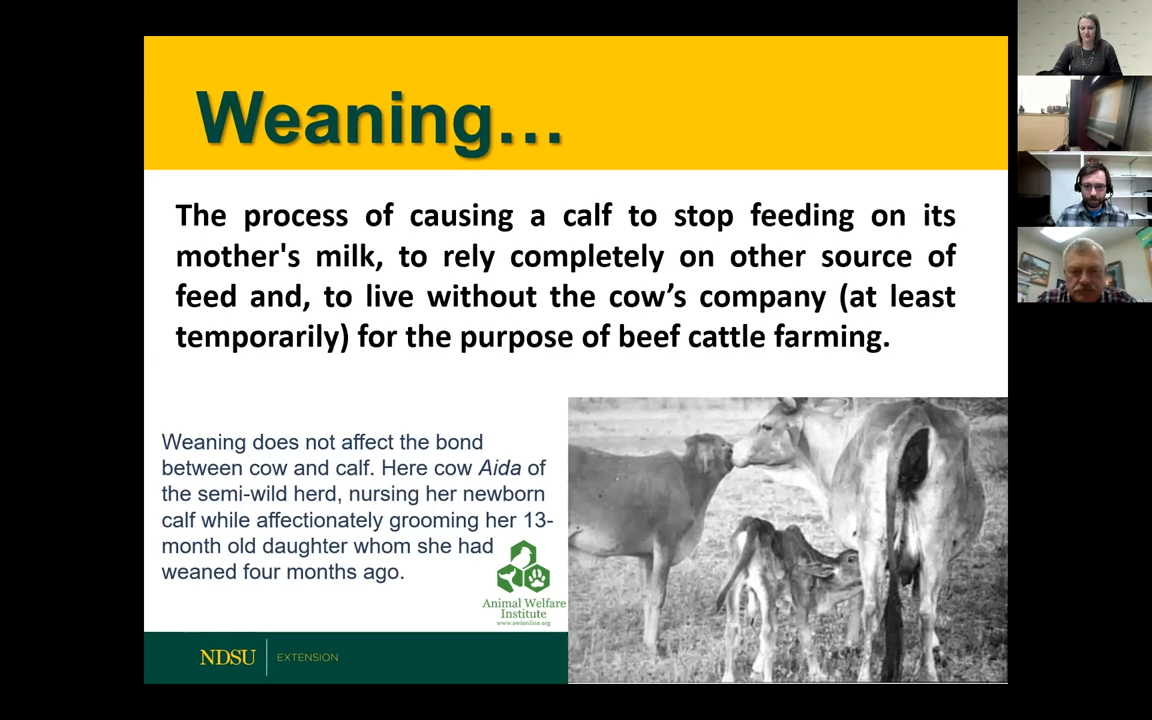 Weaning...
The process of causing a calf to stop feeding on its
mother's milk, to rely completely on other source of
feed and, to live without the cow's company (at least
temporarily) for the purpose of beef cattle farming.
Weaning does not affect the bond
between cow and calf. Here cow Aida of
the semi-wild herd, nursing her newborn
calf while affectionately grooming her 13-
month old daughter whom she had
weaned four months ago.
Animal Welfare
Institute
www.awionline.org
NDSU EXTENSION